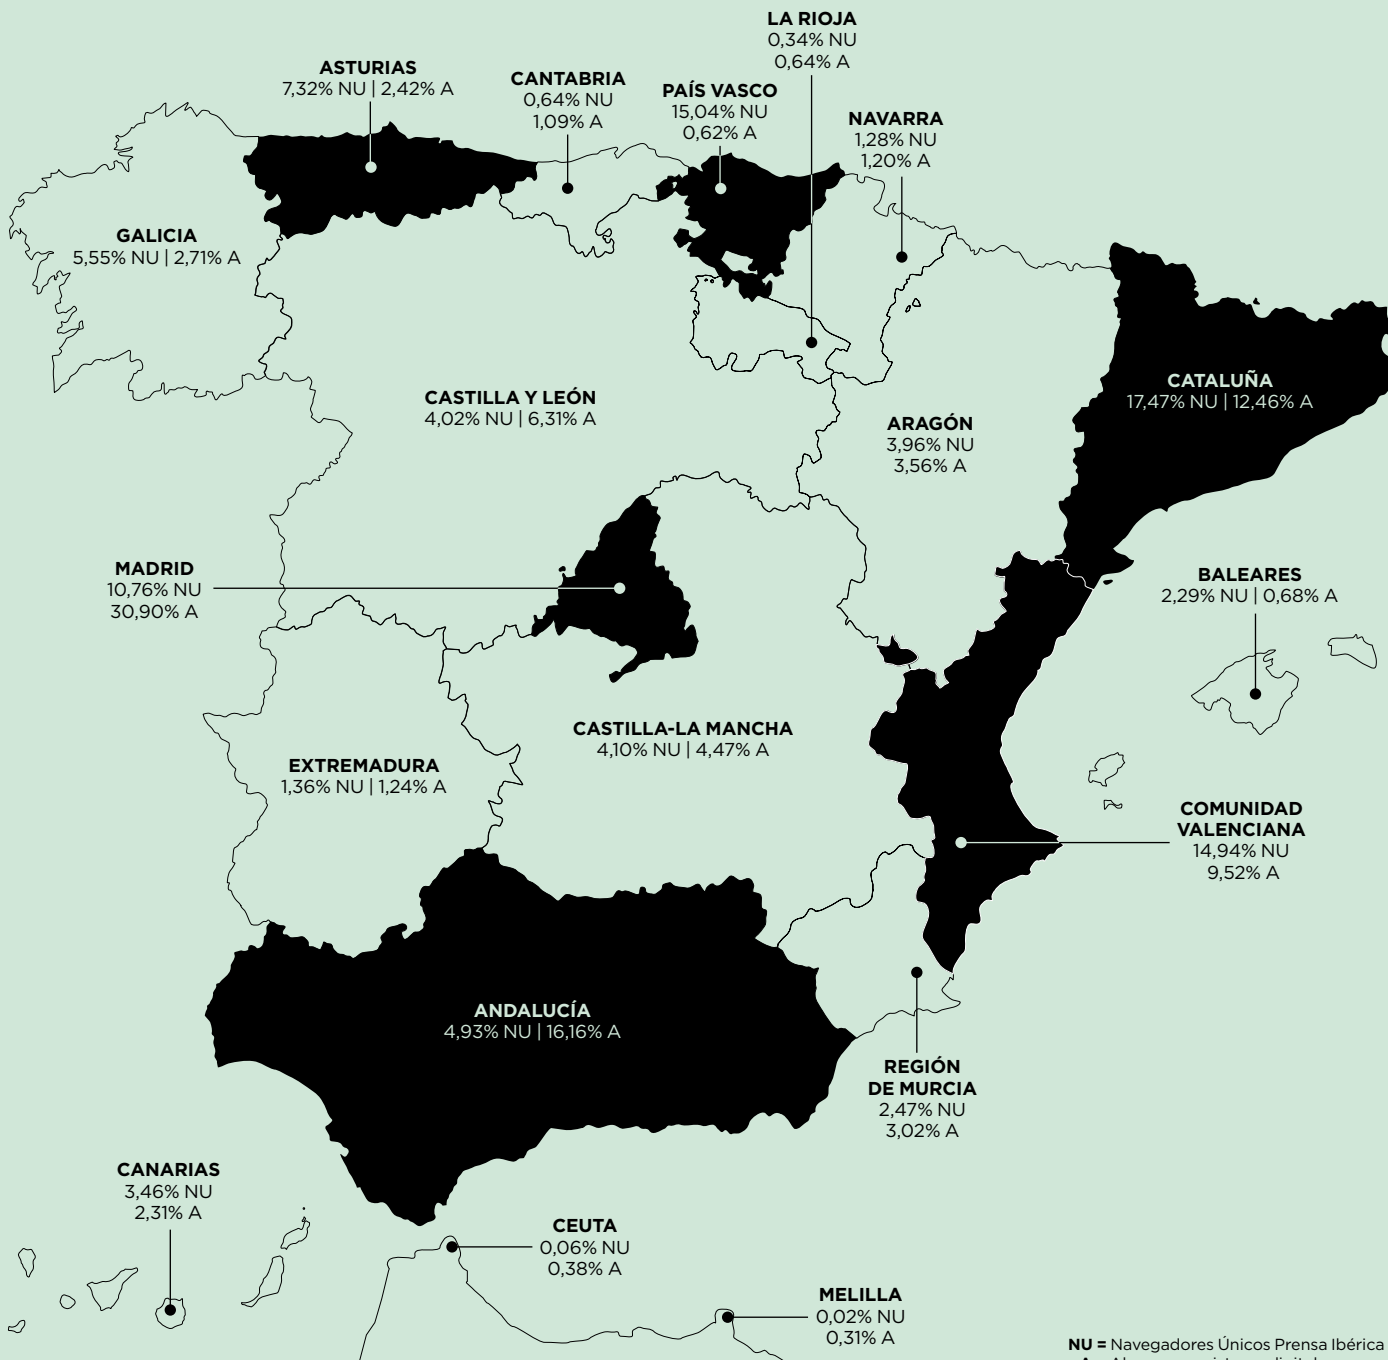 LA RIOJA
0,34% NU
0,64% A
ASTURIAS
7,32% NU | 2,42% A
CANTABRIA
0,64% NU
1,09% A
PAÍS VASCO
15,04% NU
0,62% A
NAVARRA
1,28% NU
1,20% A
GALICIA
5,55% NU | 2,71% A
CASTILLA Y LEÓN
4,02% NU | 6,31% A
ARAGÓN
3,96% NU
3,56% A
CATALUÑA
17,47% NU | 12,46% A
MADRID
10,76% NU
30,90% A
BALEARES
2,29% NU | 0,68% A
CASTILLA-LA MANCHA
4,10% NU | 4,47% A
EXTREMADURA
1,36% NU | 1,24% A
COMUNIDAD
VALENCIANA
14,94% NU
9,52% A
ANDALUCÍA
4,93% NU | 16,16% A
REGIÓN
DE MURCIA
2,47% NU
3,02% A
CANARIAS
3,46% NU
2,31% A
CEUTA
0,06% NU
0,38% A
MELILLA
0,02% NU
0,31% A
NU = Navegadores Únicos Prensa Ibérica